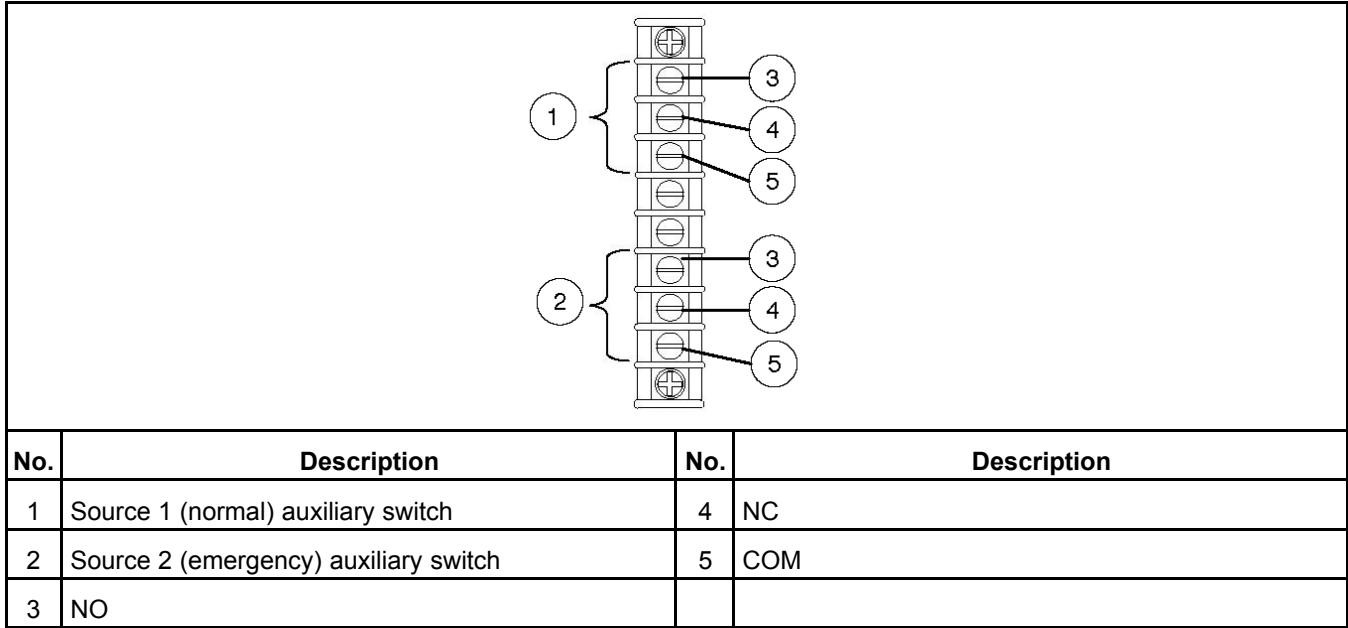 3
1
4
5
3
2
4
5
No. Description No. Description
1 Source 1 (normal) auxiliary switch 4 NC
2 Source 2 (emergency) auxiliary switch 5 COM
3 NO